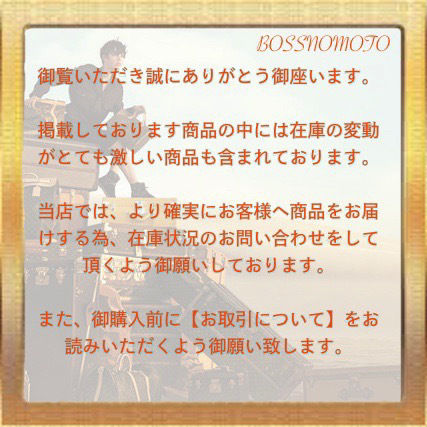 BOSSNOMOTO
御覧いただき誠にありがとう御座います。
掲載しております商品の中には在庫の変動
がとても激しい商品も含まれております。
当店では、より確実にお客様へ商品をお届
けする為、在庫状況のお問い合わせをして
頂くよう御願いしております。
また、御購入前に【お取引について】をお
読みいただくよう御願い致します。